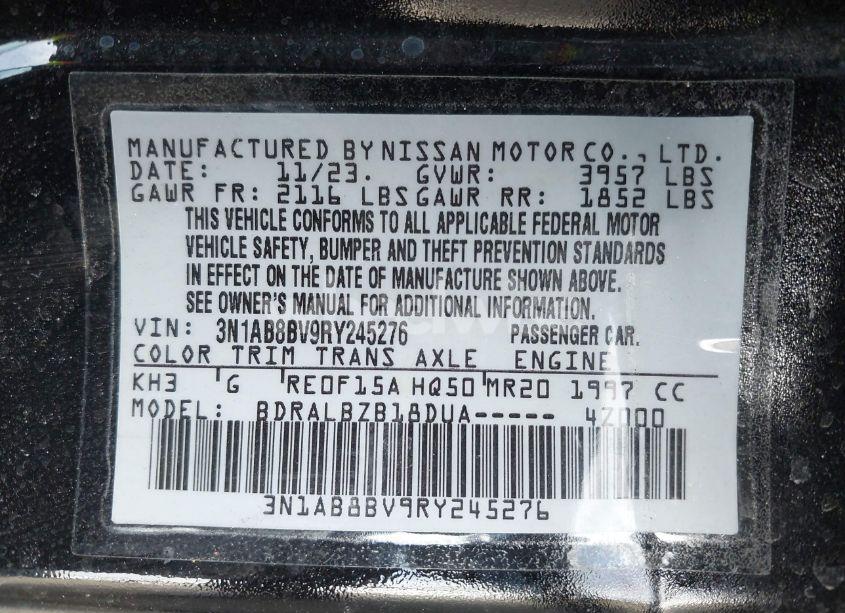 MANUFACTURED BY NISSAN MOTOR CO., LTD.
DATE: 11/23. GVWR: 3957 LBS
GAWR FR: 2116 LBS GAWR RR: 1852 LBS
THIS VEHICLE CONFORMS TO ALL APPLICABLE FEDERAL MOTOR
VEHICLE SAFETY, BUMPER AND THEFT PREVENTION STANDARDS
IN EFFECT ON THE DATE OF MANUFACTURE SHOWN ABOVE.
SEE OWNER'S MANUAL FOR ADDITIONAL INFORMATION.
VIN: 3N1AB8BV9RY245276 PASSENGER CAR.
COLOR TRIM TRANS AXLE ENGINE
KH3 G RE0F15A HQ50 MR20 1997 CC
MODEL: BDRALBZB18DUA----- 4Z000
3N1AB8BV9RY245276